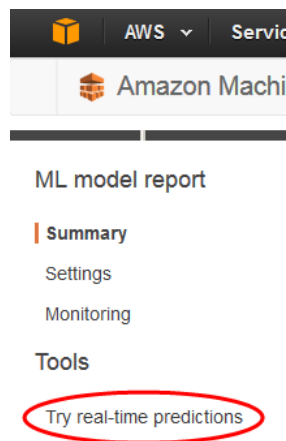 AWS Servic
Amazon Machi
ML model report
Summary
Settings
Monitoring
Tools
Try real-time predictions